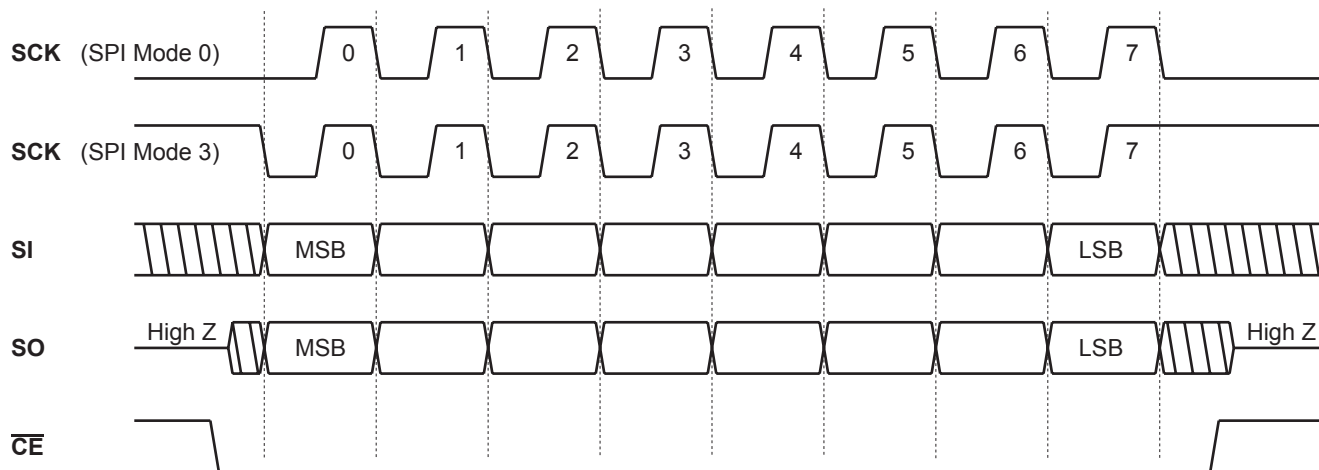 SCK (SPI Mode 0) 0 1 2 3 4 5 6 7
SCK (SPI Mode 3) 0 1 2 3 4 5 6 7
SI MSB LSB
SO High Z MSB LSB High Z
C̅E̅